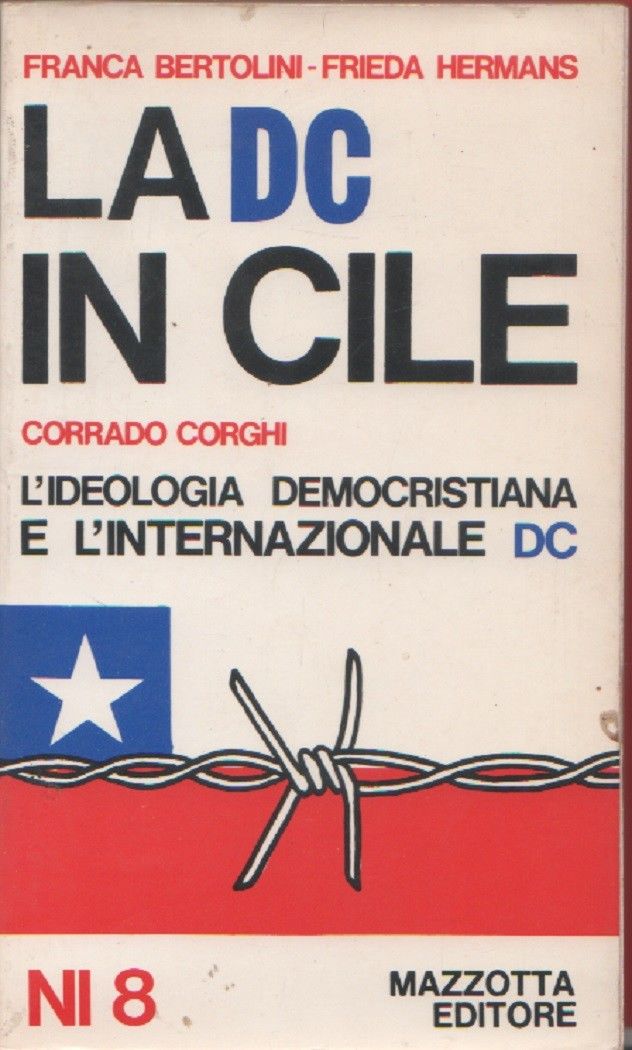 FRANCA BERTOLINI-FRIEDA HERMANS
LA DC
IN CILE
CORRADO CORGHI
L'IDEOLOGIA DEMOCRISTIANA
E L'INTERNAZIONALE DC
NI 8
MAZZOTTA
EDITORE